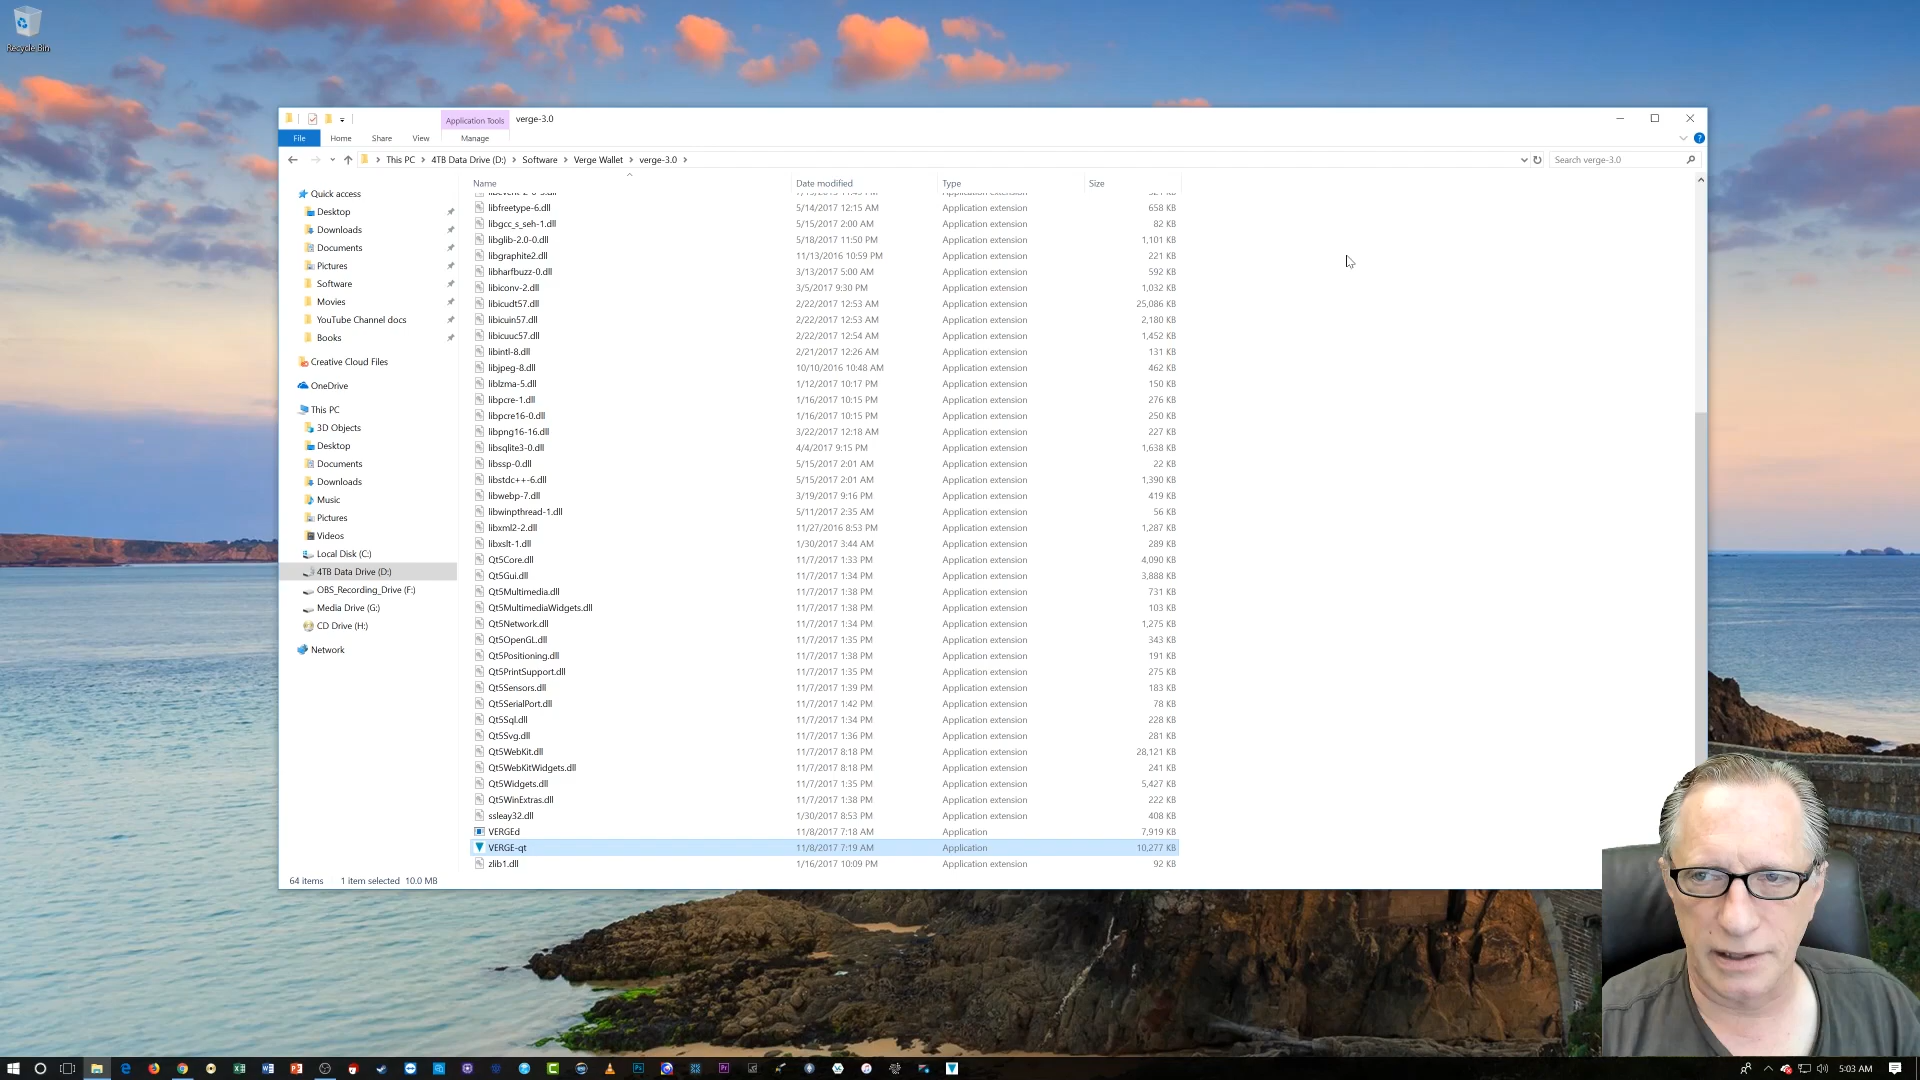 Recycle Bin
Application Tools verge-3.0
File Home Share View Manage
This PC 4TB Data Drive (D:) Software Verge Wallet verge-3.0 Search verge-3.0
Name Date modified Type Size
Quick access
Desktop
Downloads
Documents
Pictures
Software
Movies
YouTube Channel docs
Books
Creative Cloud Files
OneDrive
This PC
3D Objects
Desktop
Documents
Downloads
Music
Pictures
Videos
Local Disk (C:)
4TB Data Drive (D:)
OBS_Recording_Drive (F:)
Media Drive (G:)
CD Drive (H:)
Network
libfreetype-6.dll 5/14/2017 12:15 AM Application extension 658 KB
libgcc_s_seh-1.dll 5/15/2017 2:00 AM Application extension 82 KB
libglib-2.0-0.dll 5/18/2017 11:50 PM Application extension 1,101 KB
libgraphite2.dll 11/13/2016 10:59 PM Application extension 221 KB
libharfbuzz-0.dll 3/13/2017 5:00 AM Application extension 592 KB
libiconv-2.dll 3/5/2017 9:30 PM Application extension 1,032 KB
libicudt57.dll 2/22/2017 12:53 AM Application extension 25,086 KB
libicuin57.dll 2/22/2017 12:53 AM Application extension 2,180 KB
libicuuc57.dll 2/22/2017 12:54 AM Application extension 1,452 KB
libintl-8.dll 2/21/2017 12:26 AM Application extension 131 KB
libjpeg-8.dll 10/10/2016 10:48 AM Application extension 462 KB
liblzma-5.dll 1/12/2017 10:17 PM Application extension 150 KB
libpcre-1.dll 1/16/2017 10:15 PM Application extension 276 KB
libpcre16-0.dll 1/16/2017 10:15 PM Application extension 250 KB
libpng16-16.dll 3/22/2017 12:18 AM Application extension 227 KB
libsqlite3-0.dll 4/4/2017 9:15 PM Application extension 1,638 KB
libssp-0.dll 5/15/2017 2:01 AM Application extension 22 KB
libstdc++-6.dll 5/15/2017 2:01 AM Application extension 1,390 KB
libwebp-7.dll 3/19/2017 9:16 PM Application extension 419 KB
libwinpthread-1.dll 5/11/2017 2:35 AM Application extension 56 KB
libxml2-2.dll 11/27/2016 8:53 PM Application extension 1,287 KB
libxslt-1.dll 1/30/2017 3:44 AM Application extension 289 KB
Qt5Core.dll 11/7/2017 1:33 PM Application extension 4,090 KB
Qt5Gui.dll 11/7/2017 1:34 PM Application extension 3,888 KB
Qt5Multimedia.dll 11/7/2017 1:38 PM Application extension 731 KB
Qt5MultimediaWidgets.dll 11/7/2017 1:38 PM Application extension 103 KB
Qt5Network.dll 11/7/2017 1:34 PM Application extension 1,275 KB
Qt5OpenGL.dll 11/7/2017 1:35 PM Application extension 343 KB
Qt5Positioning.dll 11/7/2017 1:38 PM Application extension 191 KB
Qt5PrintSupport.dll 11/7/2017 1:35 PM Application extension 275 KB
Qt5Sensors.dll 11/7/2017 1:39 PM Application extension 183 KB
Qt5SerialPort.dll 11/7/2017 1:42 PM Application extension 78 KB
Qt5Sql.dll 11/7/2017 1:34 PM Application extension 228 KB
Qt5Svg.dll 11/7/2017 1:36 PM Application extension 281 KB
Qt5WebKit.dll 11/7/2017 8:18 PM Application extension 28,121 KB
Qt5WebKitWidgets.dll 11/7/2017 8:18 PM Application extension 241 KB
Qt5Widgets.dll 11/7/2017 1:35 PM Application extension 5,427 KB
Qt5WinExtras.dll 11/7/2017 1:38 PM Application extension 222 KB
ssleay32.dll 1/30/2017 8:53 PM Application extension 408 KB
VERGEd 11/8/2017 7:18 AM Application 7,919 KB
VERGE-qt 11/8/2017 7:19 AM Application 10,277 KB
zlib1.dll 1/16/2017 10:09 PM Application extension 92 KB
64 items 1 item selected 10.0 MB
5:03 AM